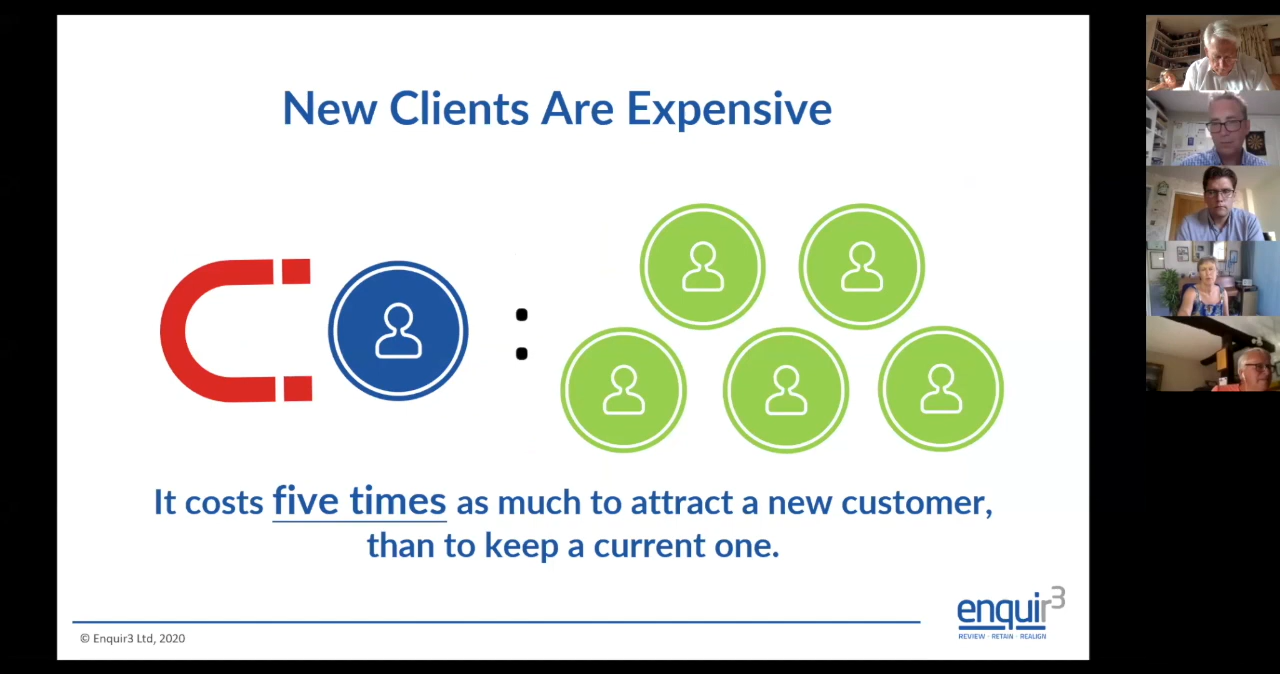 New Clients Are Expensive
:
It costs five times as much to attract a new customer,
than to keep a current one.
© Enquir3 Ltd, 2020
enquir3
REVIEW · RETAIN · REALIGN